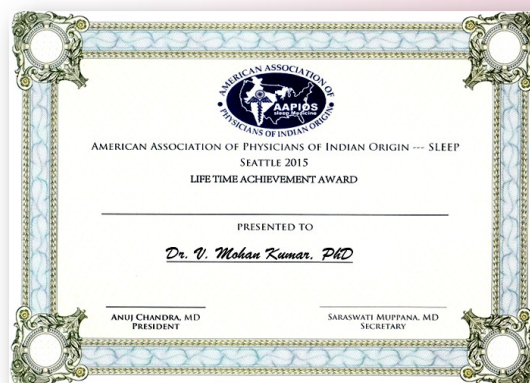 AMERICAN ASSOCIATION OF
AAPIOS
Sleep Medicine
• PHYSICIANS OF INDIAN ORIGIN •
AMERICAN ASSOCIATION OF PHYSICIANS OF INDIAN ORIGIN --- SLEEP
SEATTLE 2015
LIFE TIME ACHIEVEMENT AWARD
PRESENTED TO
Dr. V. Mohan Kumar, PhD
ANUJ CHANDRA, MD
PRESIDENT
SARASWATI MUPPANA, MD
SECRETARY